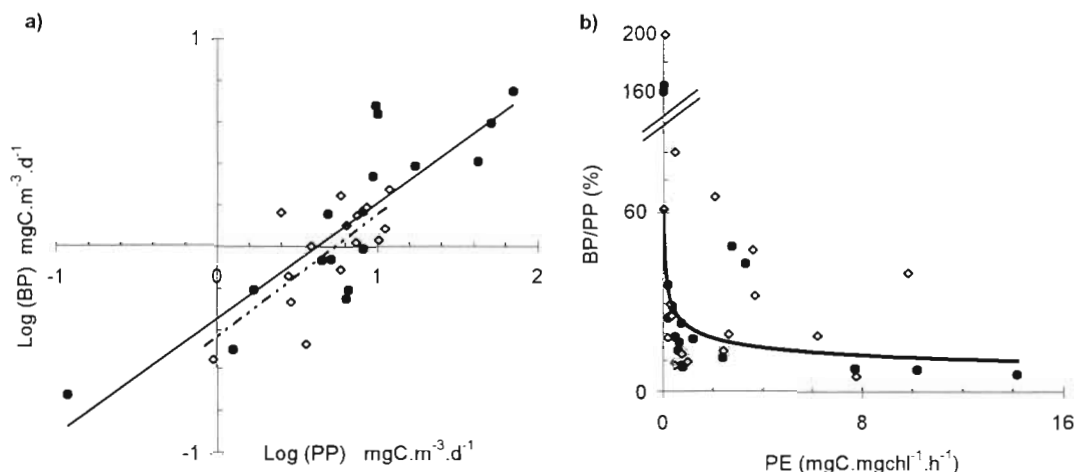 a)
1
Log (BP) mgC.m-3.d-1
-1 0 1 2
-1
Log (PP) mgC.m-3.d-1
b)
200
160
BP/PP (%)
60
0
0 8 16
PE (mgC.mgchl-1.h-1)